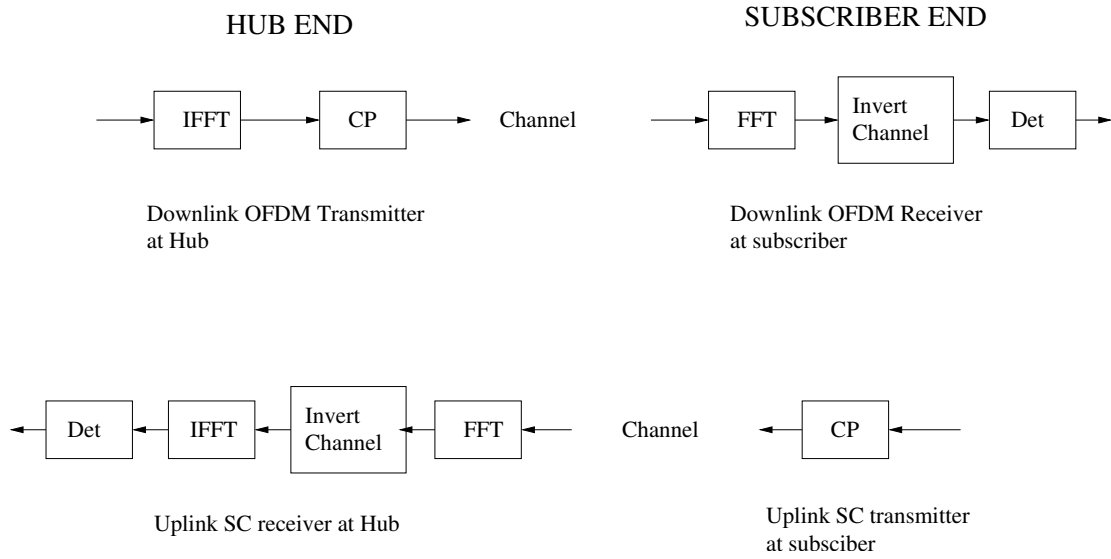 HUB END
SUBSCRIBER END
IFFT
CP
Channel
FFT
Invert
Channel
Det
Downlink OFDM Transmitter
at Hub
Downlink OFDM Receiver
at subscriber
Det
IFFT
Invert
Channel
FFT
Channel
CP
Uplink SC receiver at Hub
Uplink SC transmitter
at subsciber